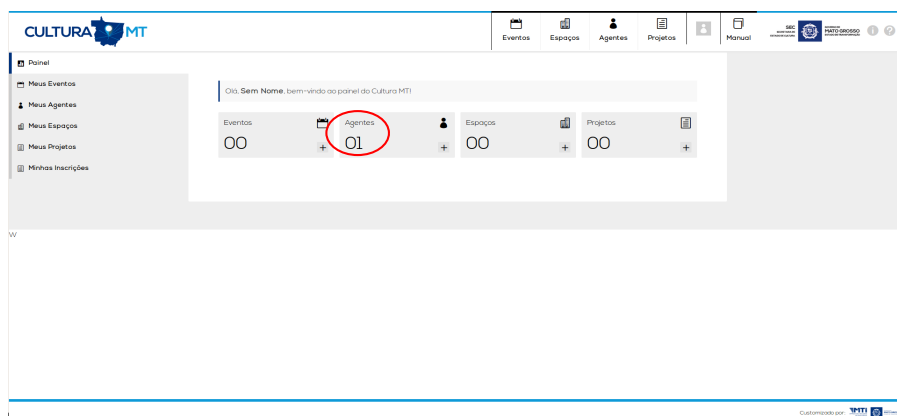 CULTURA MT
Eventos
Espaços
Agentes
Projetos
Manual
SEC
MATO GROSSO
Painel
Meus Eventos
Meus Agentes
Meus Espaços
Meus Projetos
Minhas Inscrições
Olá, Sem Nome, bem-vindo ao painel do Cultura MT!
Eventos
00
+
Agentes
01
+
Espaços
00
+
Projetos
00
+
W
Customizado por: MTI